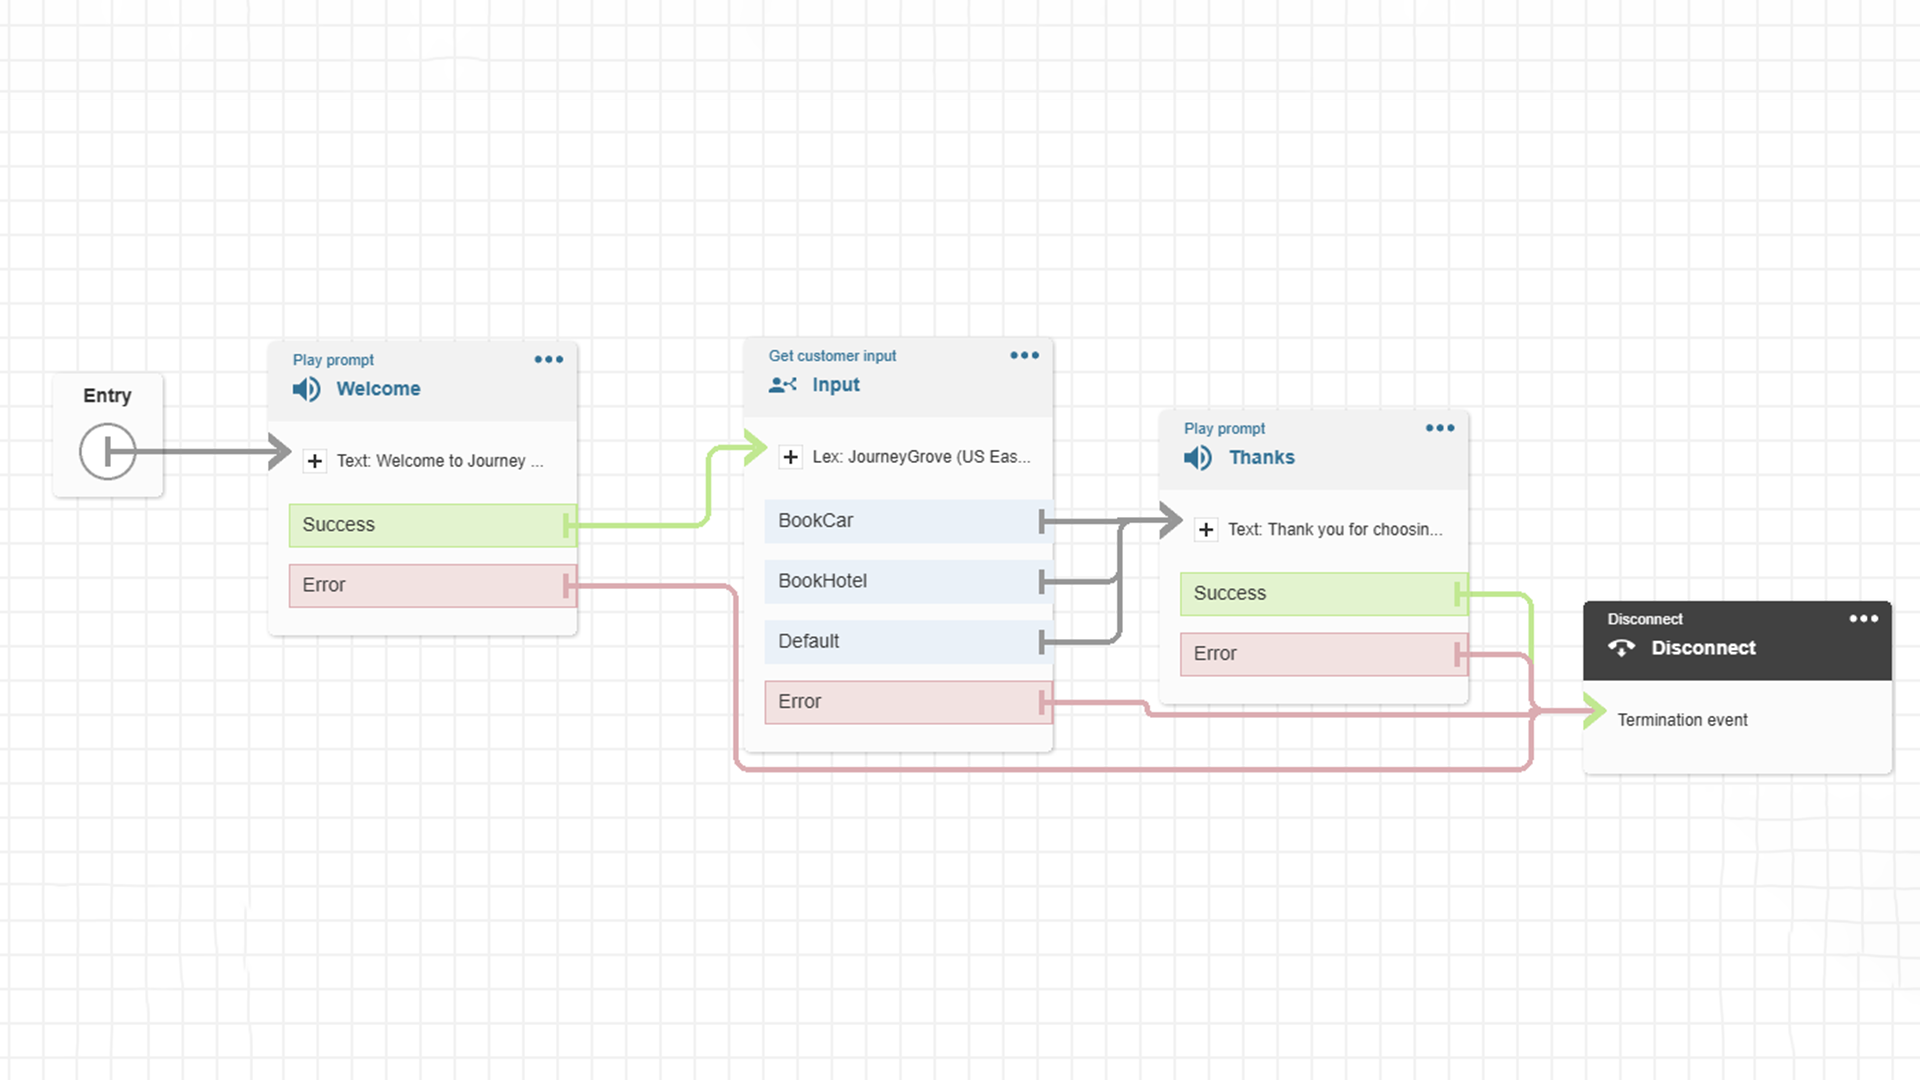 Entry
Play prompt
Welcome
Text: Welcome to Journey ...
Success
Error
Get customer input
Input
Lex: JourneyGrove (US Eas...
BookCar
BookHotel
Default
Error
Play prompt
Thanks
Text: Thank you for choosin...
Success
Error
Disconnect
Disconnect
Termination event